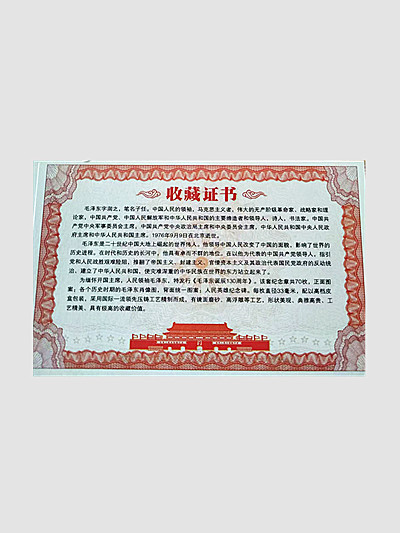 收藏证书
毛泽东字润之，笔名子任。中国人民的领袖，马克思主义者，伟大的无产阶级革命家、战略家和理
论家，中国共产党、中国人民解放军和中华人民共和国的主要缔造者和领导人，诗人，书法家。中国共
产党中央军事委员会主席，中国共产党中央政治局主席和中央委员会主席，中华人民共和国中央人民政
府主席和中华人民共和国主席。1976年9月9日在北京逝世。
毛泽东是二十世纪中国大地上崛起的世界伟人，他领导中国人民改变了中国的面貌，影响了世界的
历史进程。在时代和历史的长河中，他具有承前不群的地位。在以他为代表的中国共产党领导人，指引
党和人民战胜艰难险阻，推翻了帝国主义、封建主义、官僚资本主义及其政治代表国民党政府的反动统
治，建立了中华人民共和国，使灾难深重的中华民族在世界的东方站立起来了。
为缅怀开国主席，人民领袖毛泽东，特发行《毛泽东诞辰130周年》，该套纪念章共70枚，正面图
案：各个历史时期的毛泽东肖像图，背面统一图案：人民英雄纪念碑。每枚直径33毫米，配以高档皮
盒包装，采用国际一流锻先压铸工艺精制而成，有镜面磨砂、高浮雕等工艺，形状美观、典雅高贵，工
艺精美，具有极高的收藏价值。